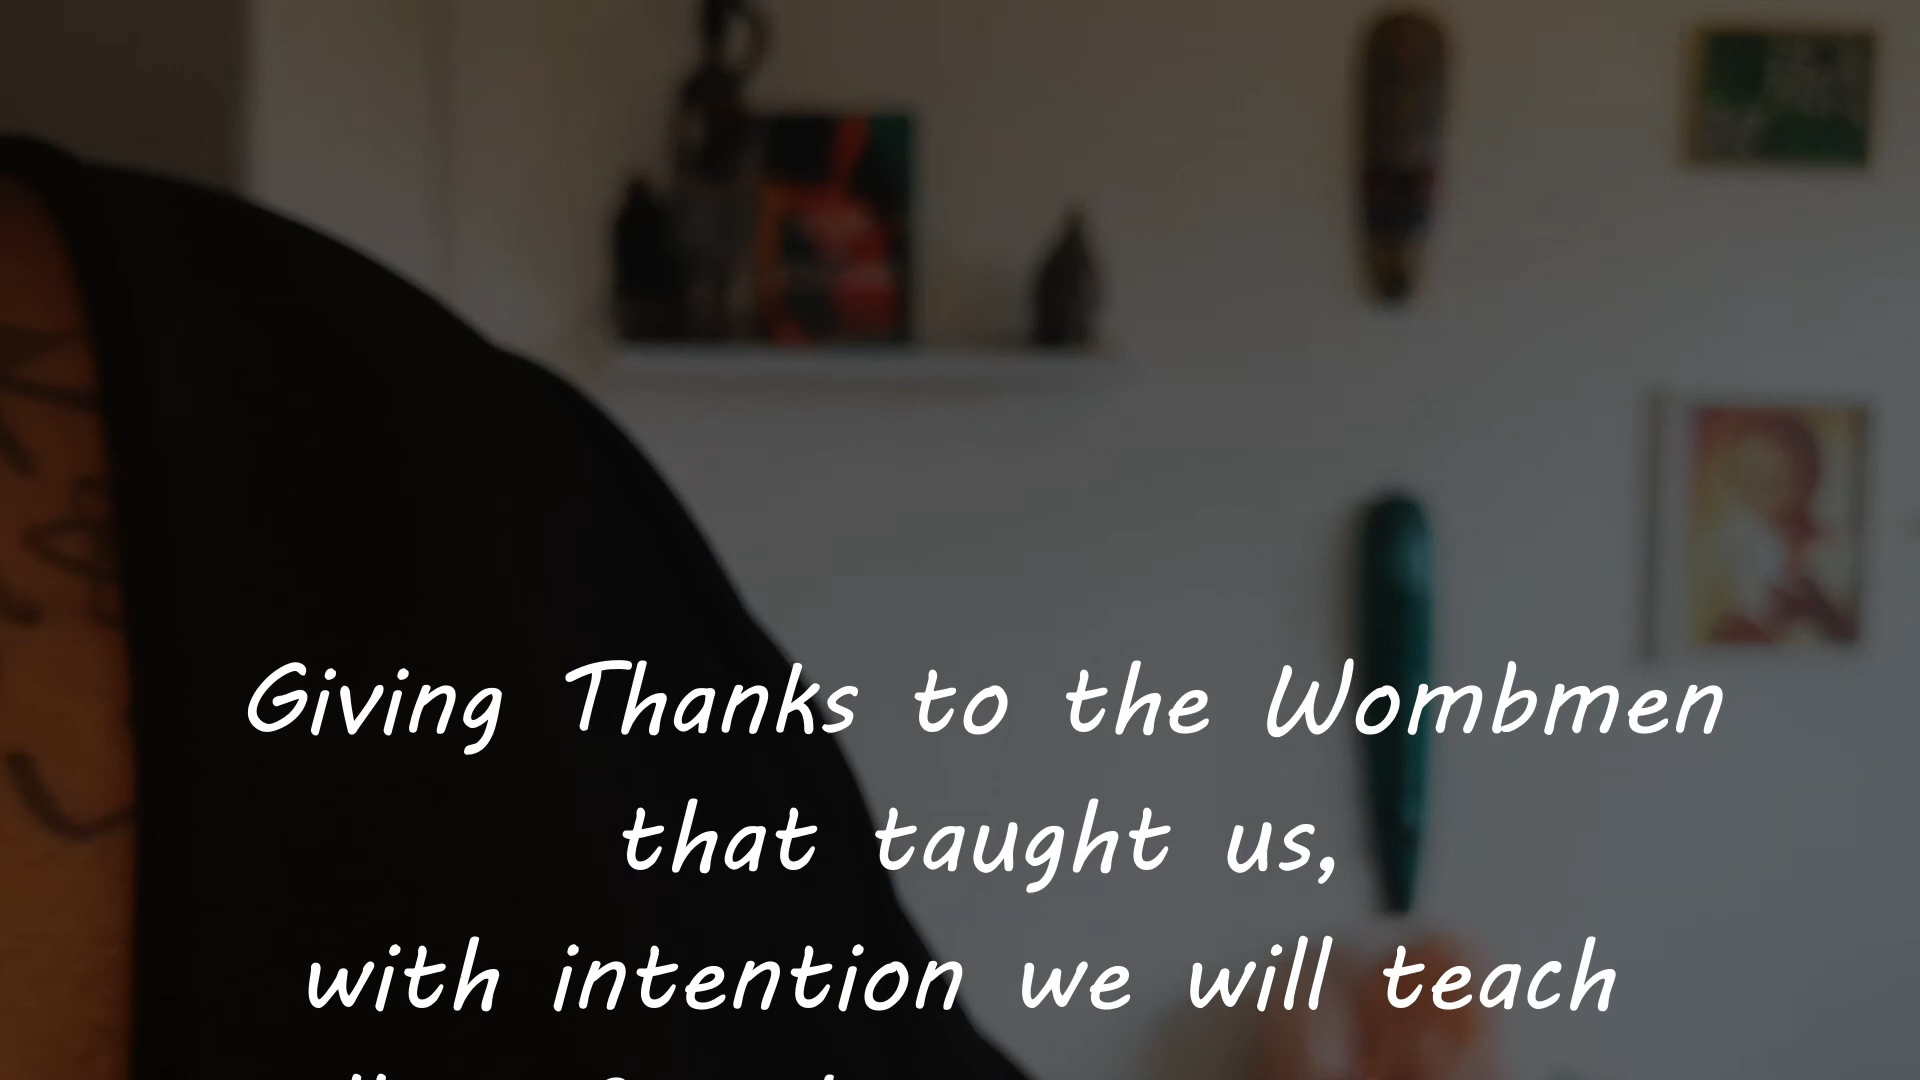 Giving Thanks to the Wombmen
that taught us,
with intention we will teach